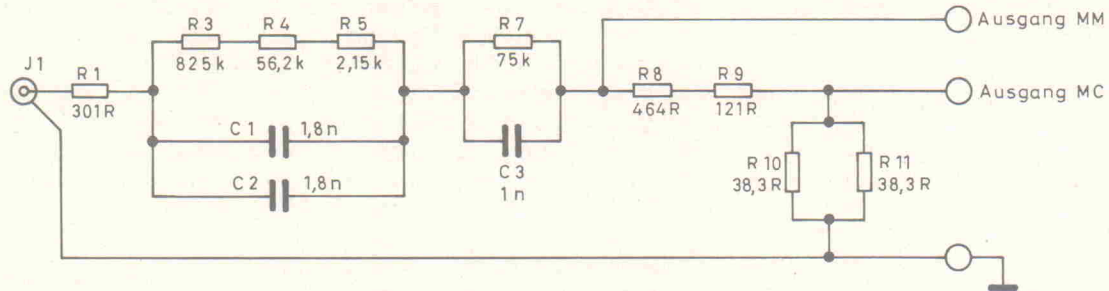 J1
R1
301R
R3
825k
R4
56,2k
R5
2,15k
C1
1,8n
C2
1,8n
R7
75k
C3
1n
R8
464R
R9
121R
R10
38,3R
R11
38,3R
Ausgang MM
Ausgang MC